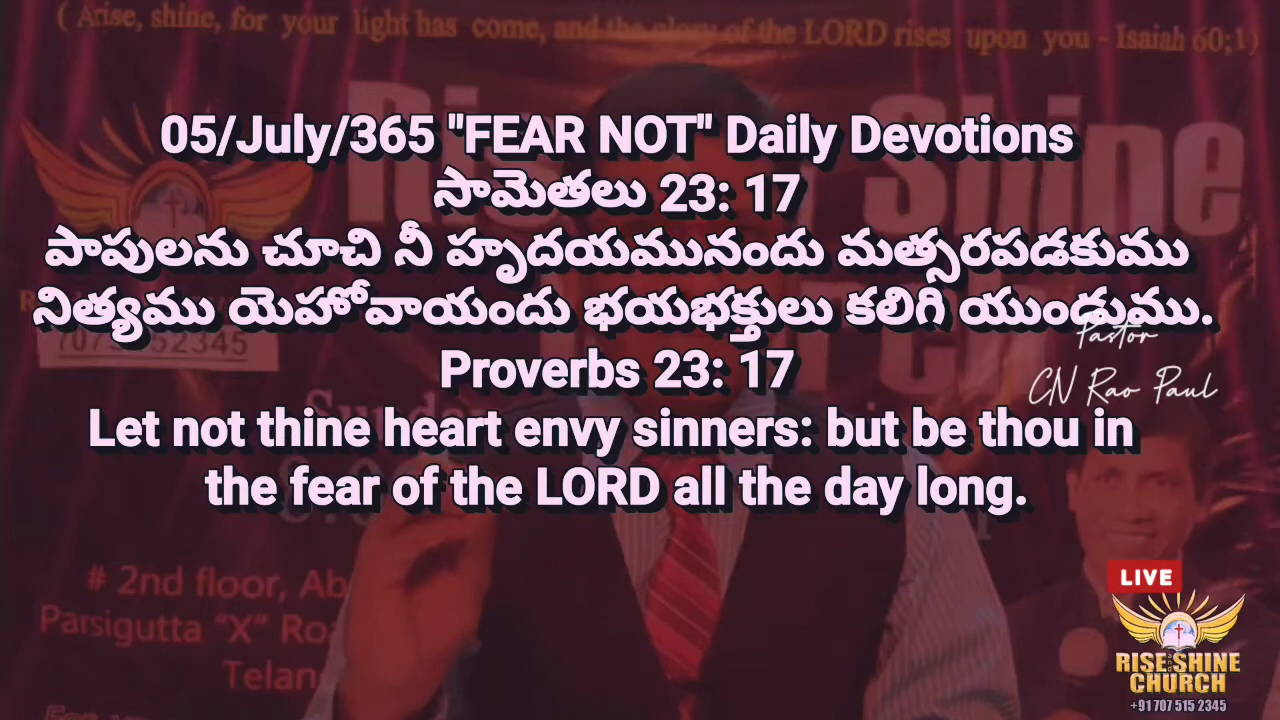 ( Arise, shine, for your light has come, and the glory of the LORD rises upon you - Isaiah 60;1)
05/July/365 "FEAR NOT" Daily Devotions
సామెతలు 23: 17
పాపులను చూచి నీ హృదయమునందు మత్సరపడకుము
నిత్యము యెహోవాయందు భయభక్తులు కలిగి యుండుము.
Proverbs 23: 17
Let not thine heart envy sinners: but be thou in
the fear of the LORD all the day long.
Pastor
CN Rao Paul
Shine
# 2nd floor,
Parsigutta "X"
LIVE
RISE SHINE
CHURCH
+91 707 515 2345